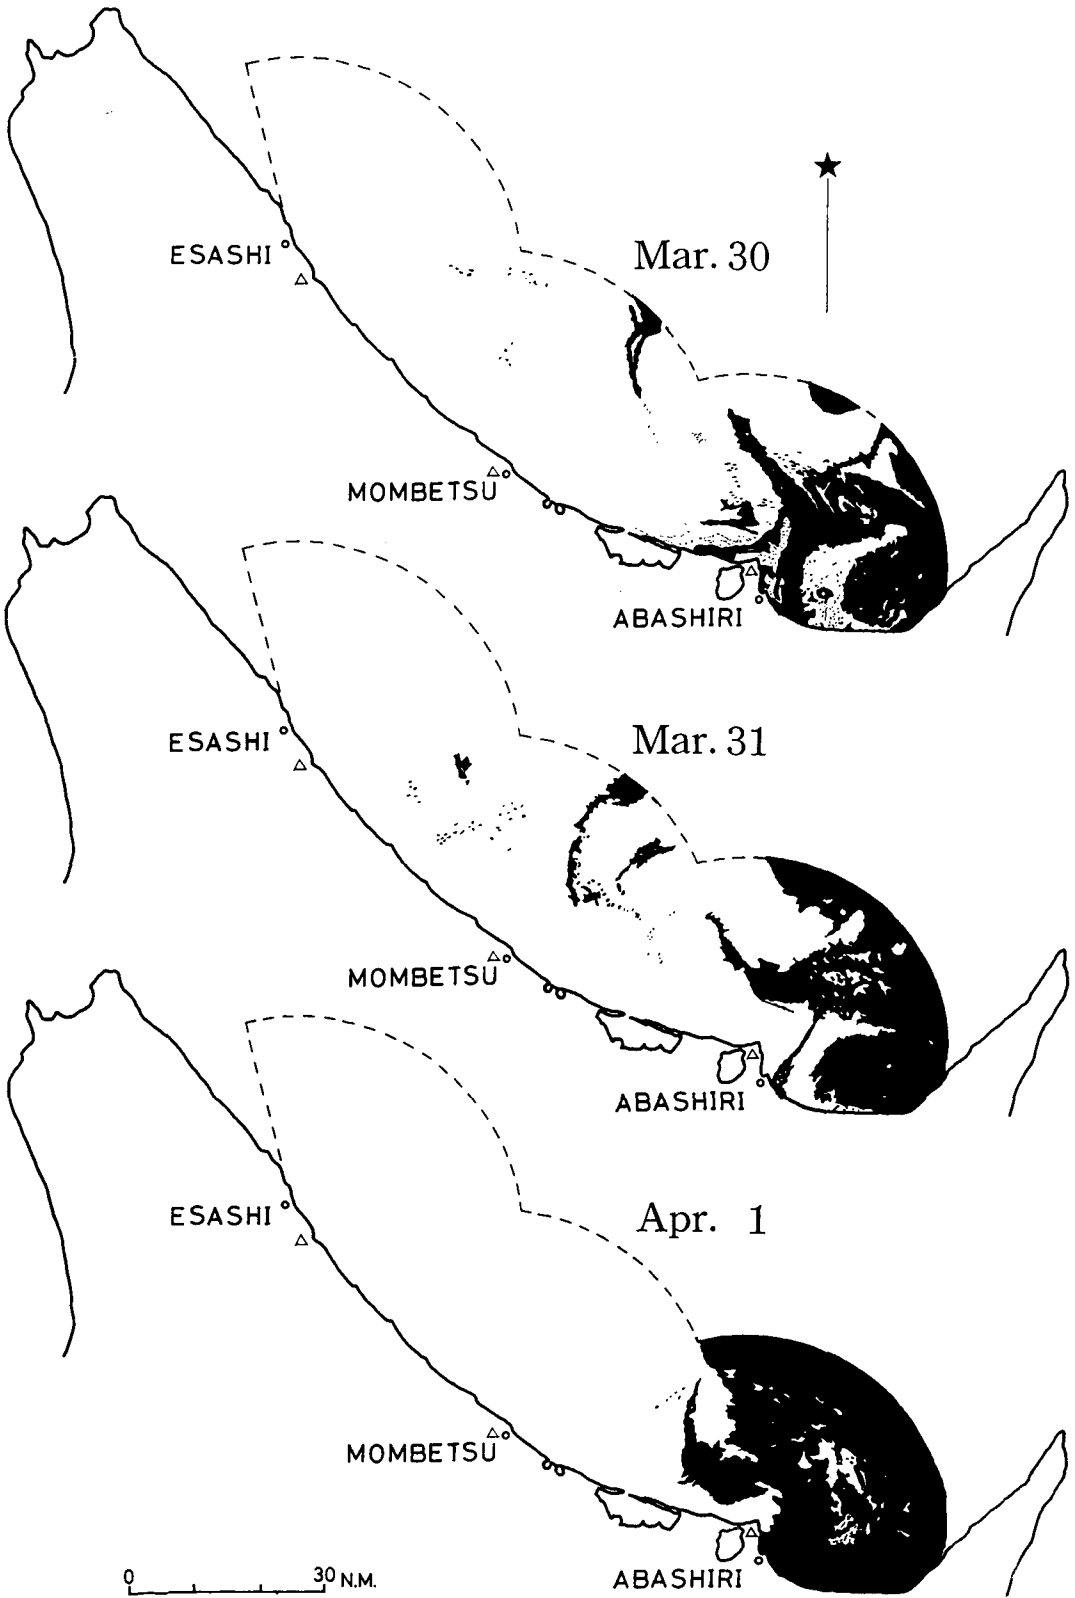 Mar. 30
ESASHI
MOMBETSU
ABASHIRI
Mar. 31
ESASHI
MOMBETSU
ABASHIRI
Apr. 1
ESASHI
MOMBETSU
ABASHIRI
0 30 N.M.